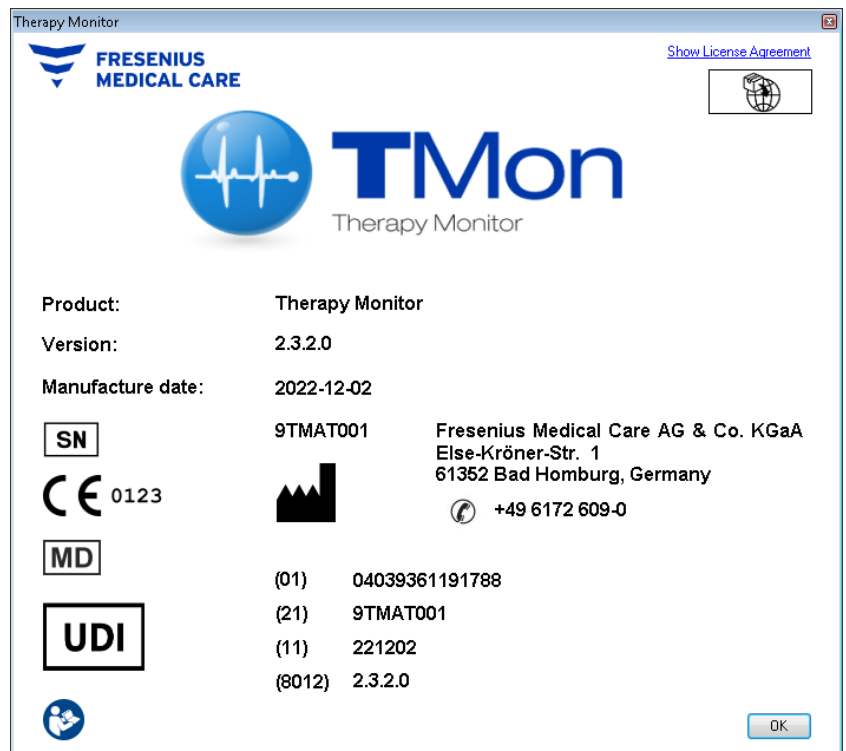 Therapy Monitor
FRESENIUS
MEDICAL CARE
Show License Agreement
TMon
Therapy Monitor
Product: Therapy Monitor
Version: 2.3.2.0
Manufacture date: 2022-12-02
SN 9TMAT001
Fresenius Medical Care AG & Co. KGaA
Else-Kröner-Str. 1
61352 Bad Homburg, Germany
+49 6172 609-0
CE 0123
MD
UDI
(01) 04039361191788
(21) 9TMAT001
(11) 221202
(8012) 2.3.2.0
OK